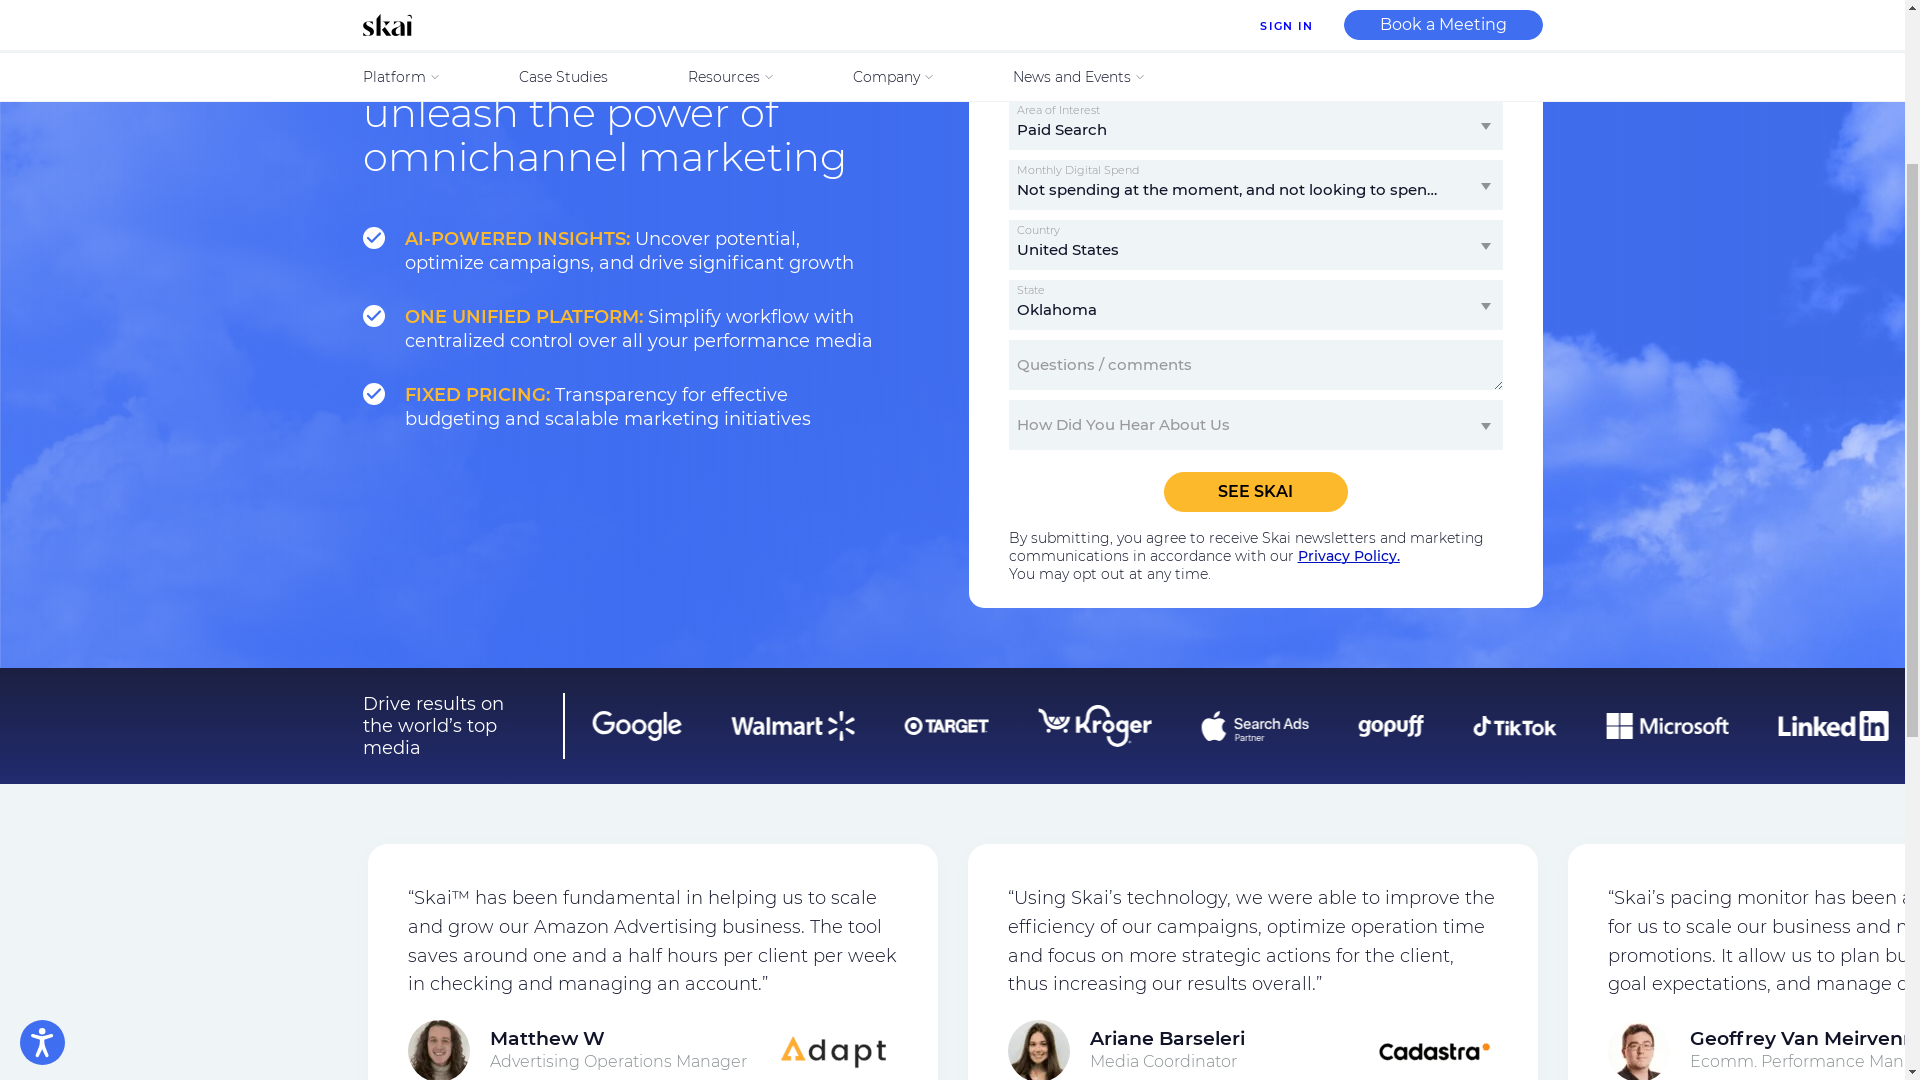 skai
SIGN IN
Book a Meeting
Platform
Case Studies
Resources
Company
News and Events
unleash the power of
omnichannel marketing
AI-POWERED INSIGHTS: Uncover potential,
optimize campaigns, and drive significant growth
ONE UNIFIED PLATFORM: Simplify workflow with
centralized control over all your performance media
FIXED PRICING: Transparency for effective
budgeting and scalable marketing initiatives
Area of Interest
Paid Search
Monthly Digital Spend
Not spending at the moment, and not looking to spen...
Country
United States
State
Oklahoma
Questions / comments
How Did You Hear About Us
SEE SKAI
By submitting, you agree to receive Skai newsletters and marketing
communications in accordance with our Privacy Policy.
You may opt out at any time.
Drive results on
the world’s top
media
Google
Walmart
TARGET
Kroger
Search Ads
Partner
gopuff
TikTok
Microsoft
Linked in
“Skai™ has been fundamental in helping us to scale
and grow our Amazon Advertising business. The tool
saves around one and a half hours per client per week
in checking and managing an account.”
Matthew W
Advertising Operations Manager
Adapt
“Using Skai’s technology, we were able to improve the
efficiency of our campaigns, optimize operation time
and focus on more strategic actions for the client,
thus increasing our results overall.”
Ariane Barseleri
Media Coordinator
Cadastra
“Skai’s pacing monitor has been
for us to scale our business and
promotions. It allow us to plan
goal expectations, and manage
Geoffrey Van
Ecomm. Performance